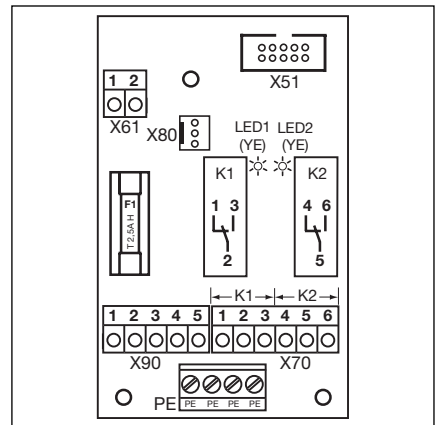 1 2
X61
X51
X80
LED1 LED2
(YE) (YE)
K1
1 3
2
K2
4 6
5
F1
T 2,5A H
K1 K2
1 2 3 4 5
1 2 3 4 5 6
X90
X70
PE
PE PE PE PE